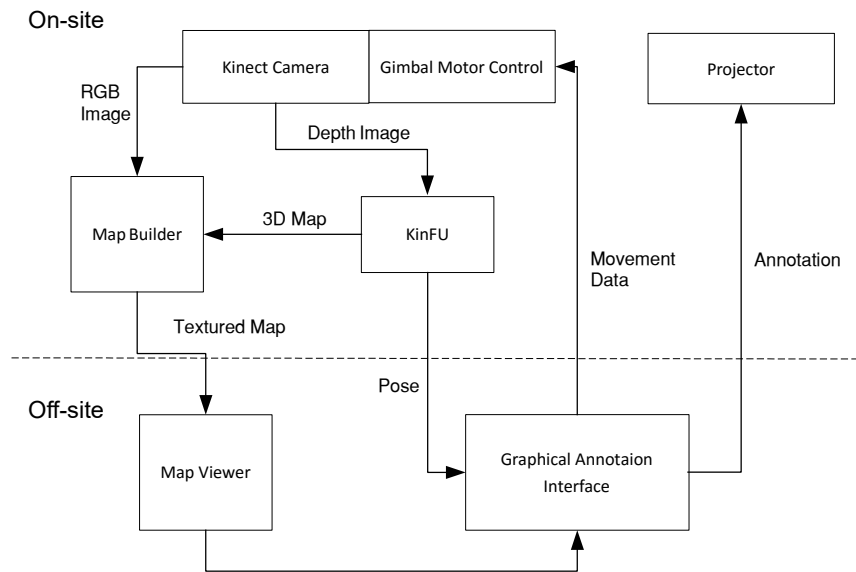 On-site
Kinect Camera
Gimbal Motor Control
Projector
RGB
Image
Depth Image
Map Builder
3D Map
KinFU
Movement
Data
Annotation
Textured Map
Pose
Off-site
Map Viewer
Graphical Annotaion
Interface